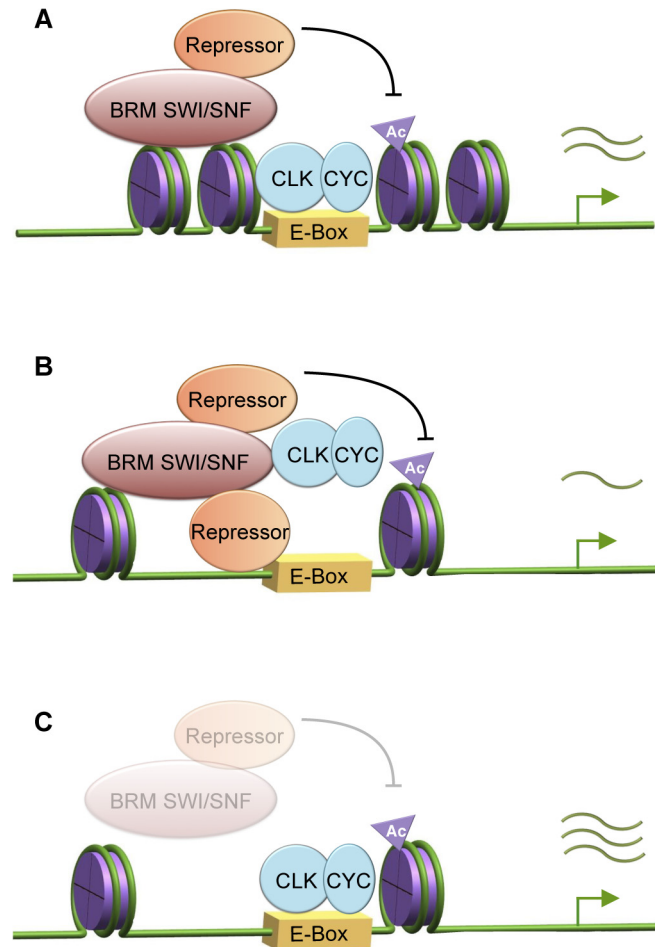 A
Repressor
BRM SWI/SNF
Ac
CLK CYC
E-Box
B
Repressor
CLK CYC
BRM SWI/SNF
Ac
Repressor
E-Box
C
Repressor
BRM SWI/SNF
Ac
CLK CYC
E-Box